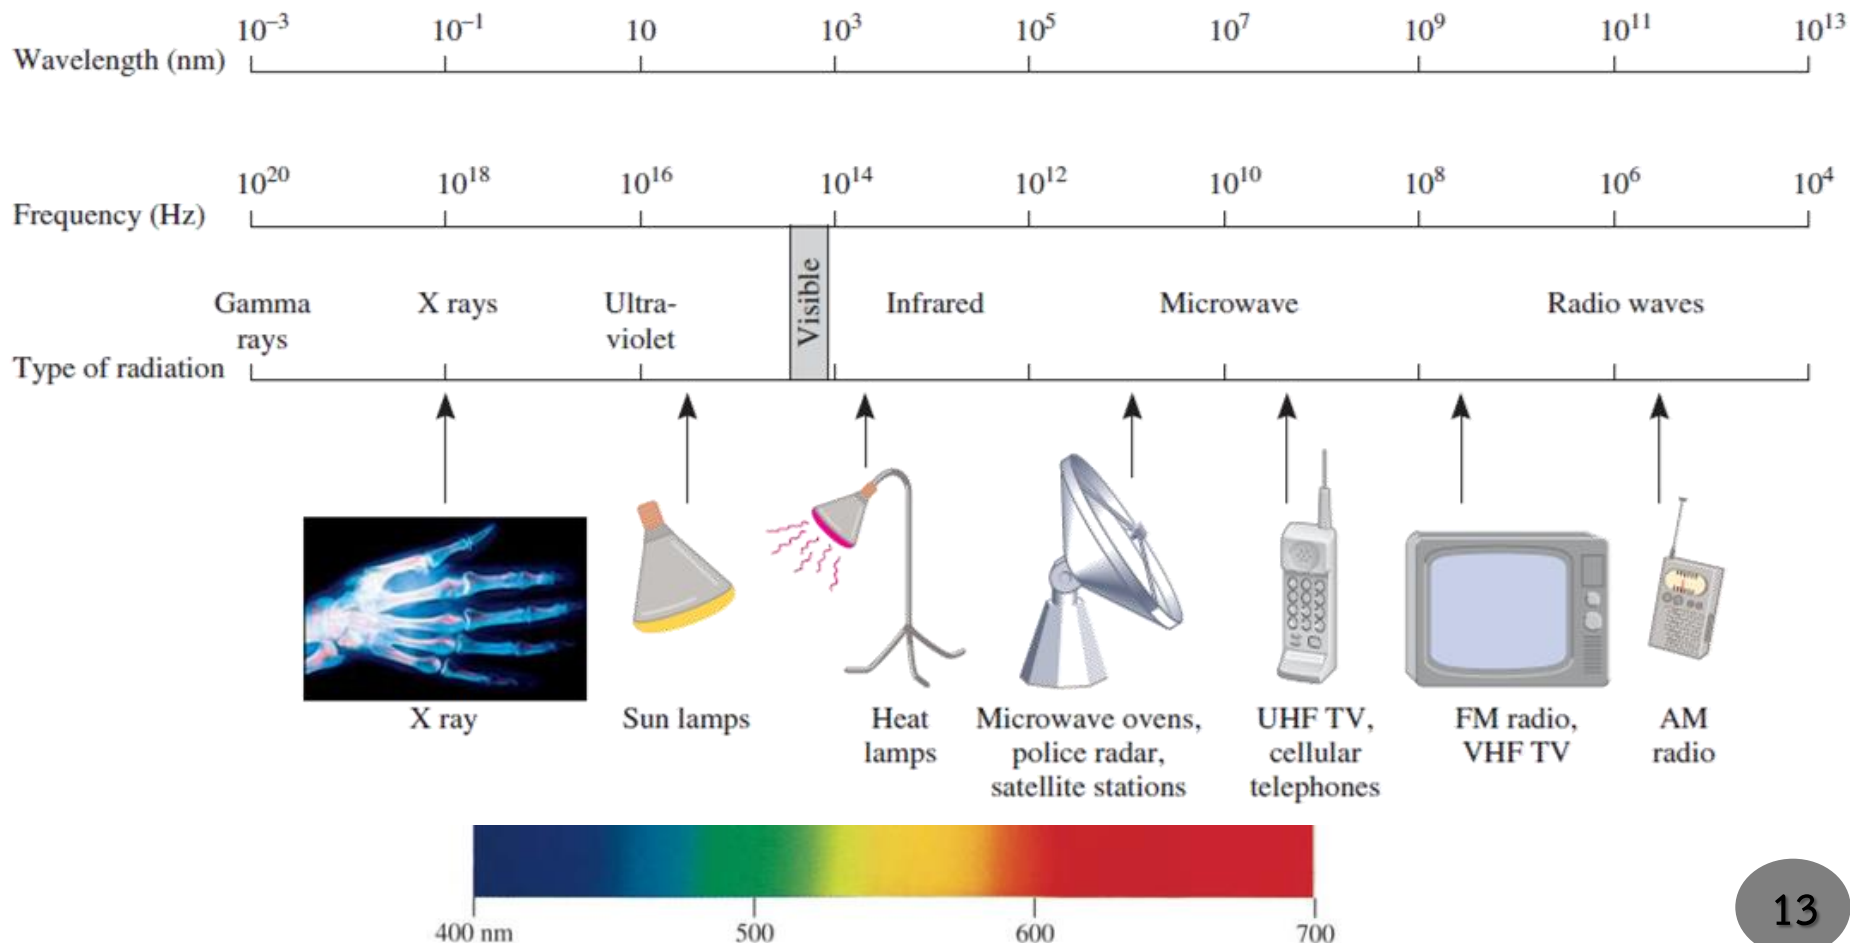 10⁻³ 10⁻¹ 10 10³ 10⁵ 10⁷ 10⁹ 10¹¹ 10¹³
Wavelength (nm)
10²⁰ 10¹⁸ 10¹⁶ 10¹⁴ 10¹² 10¹⁰ 10⁸ 10⁶ 10⁴
Frequency (Hz)
Gamma
rays
X rays
Ultra-
violet
Visible
Infrared
Microwave
Radio waves
Type of radiation
X ray
Sun lamps
Heat
lamps
Microwave ovens,
police radar,
satellite stations
UHF TV,
cellular
telephones
FM radio,
VHF TV
AM
radio
400 nm 500 600 700
13